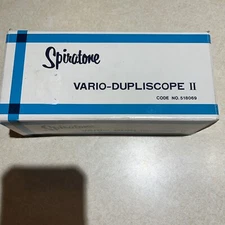 Spiratone
VARIO-DUPLISCOPE II
CODE NO. 518069